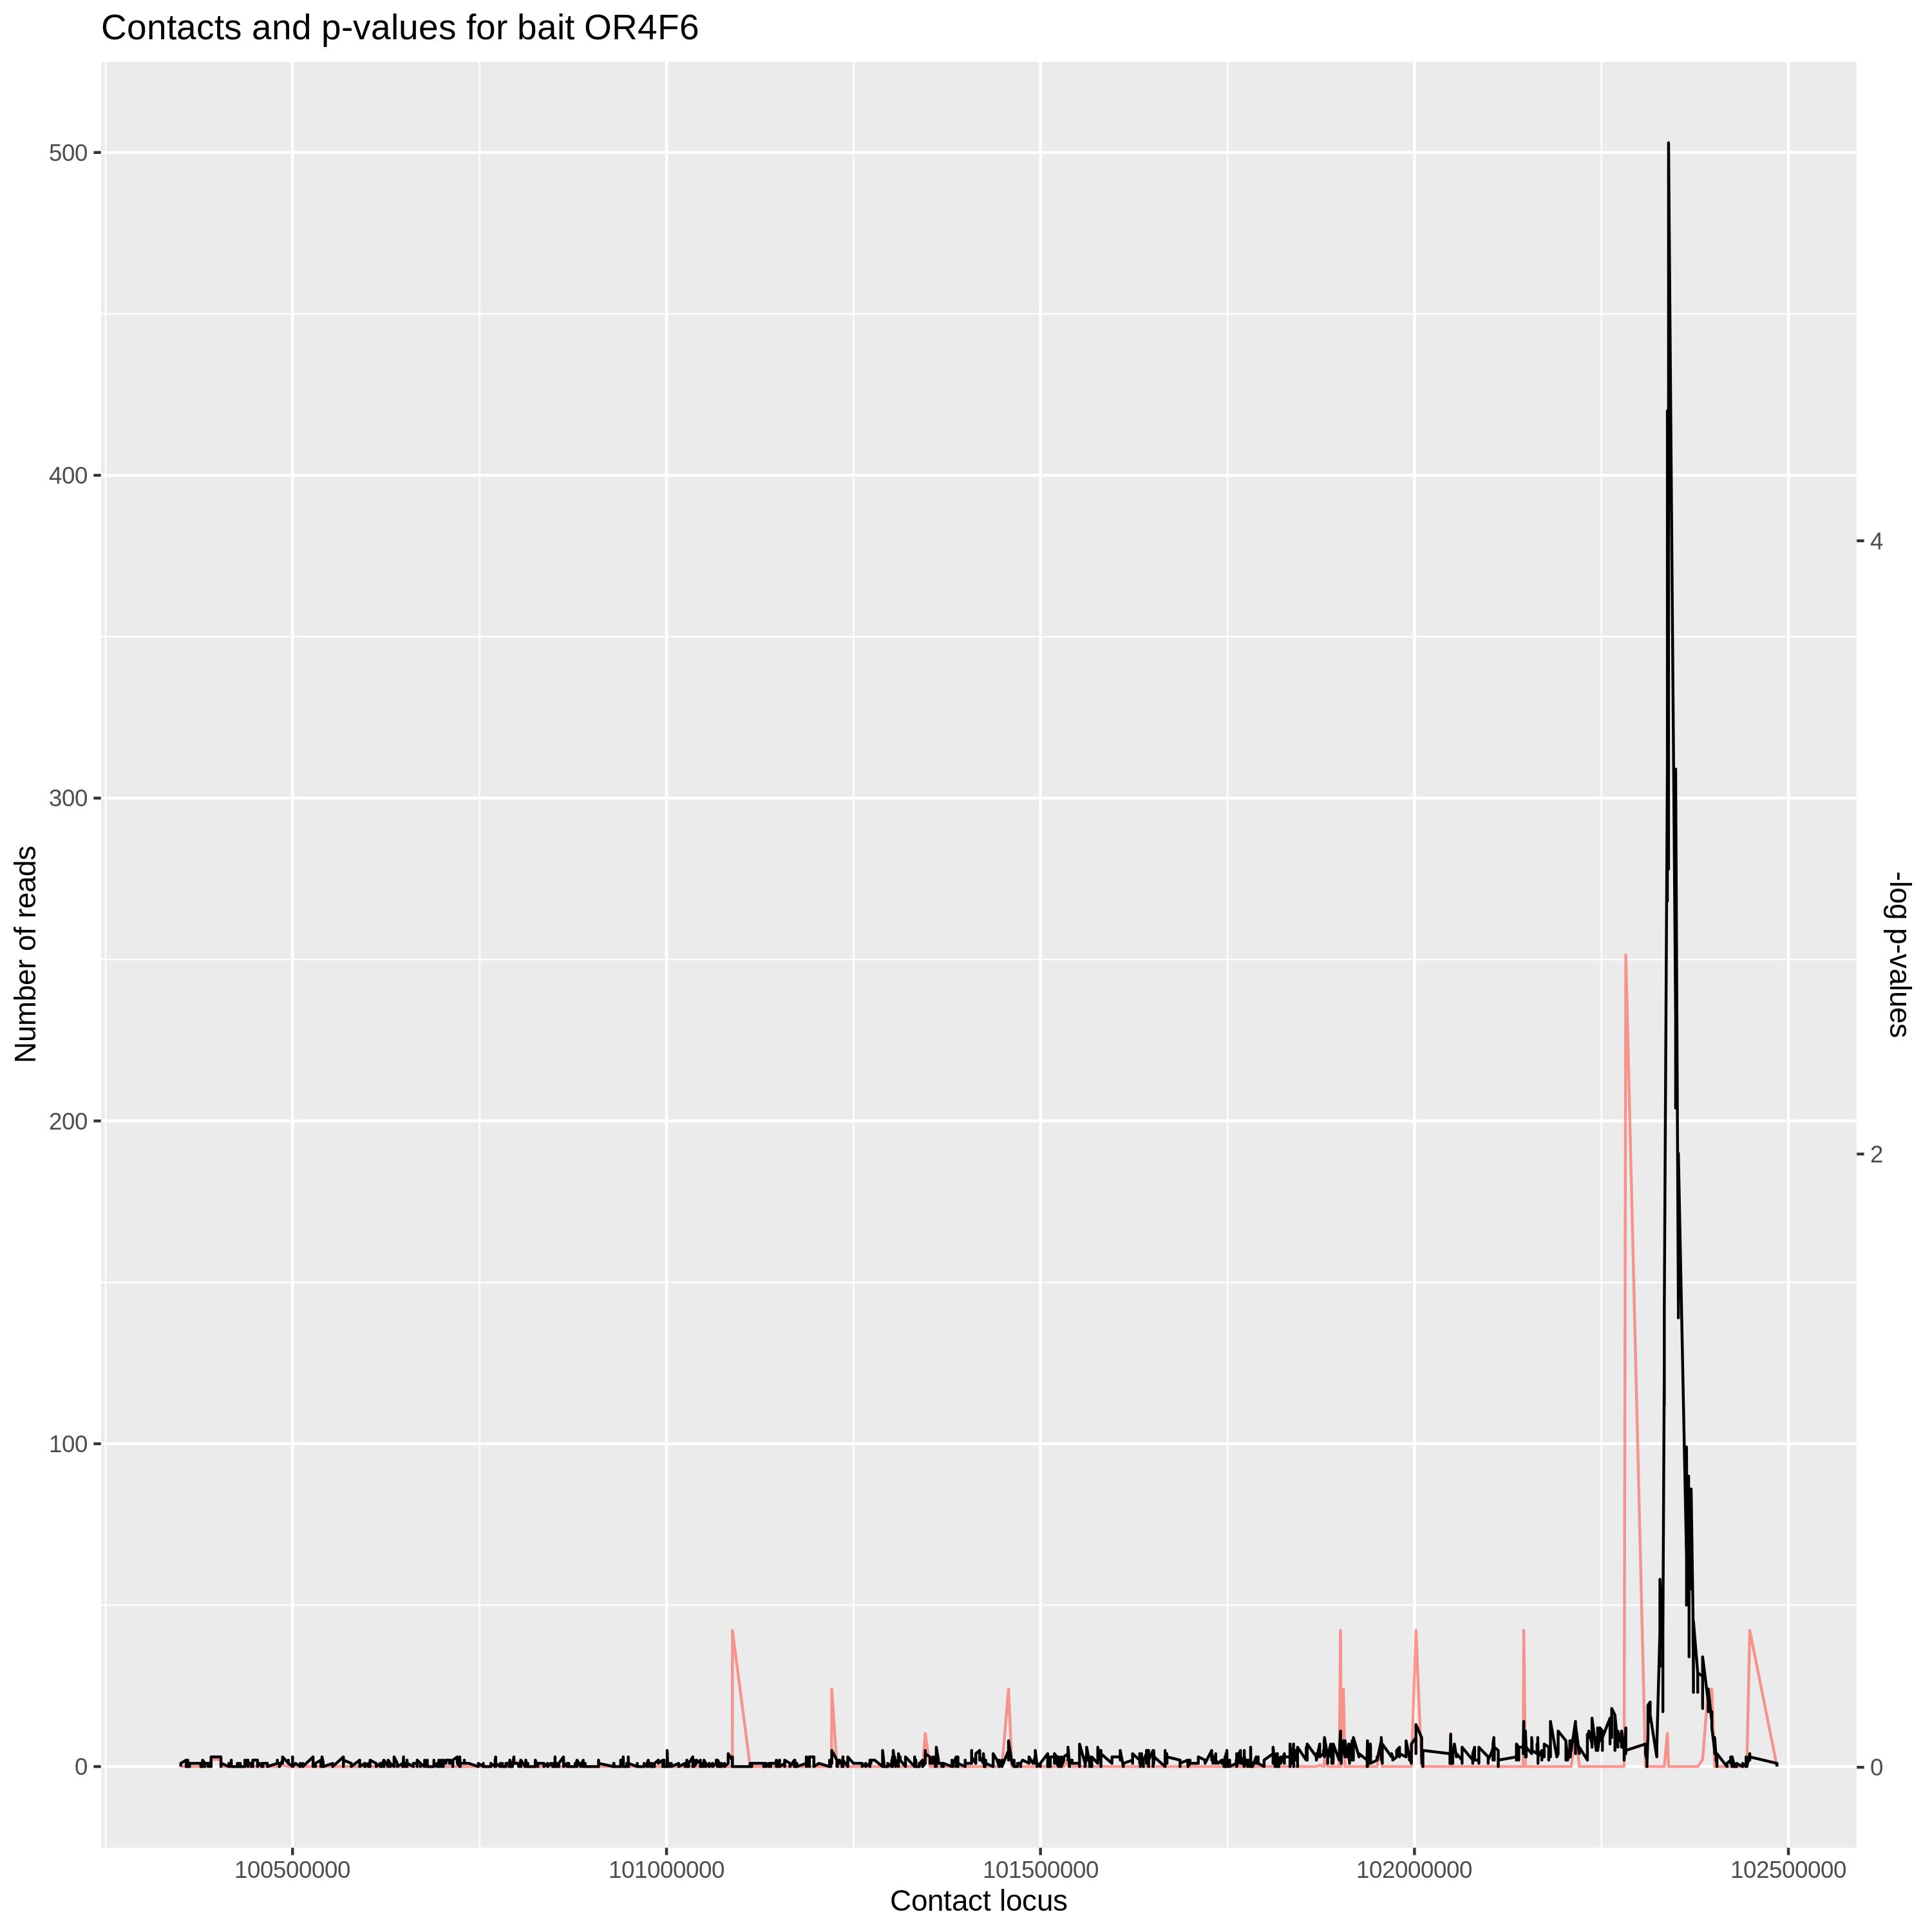 Contacts and p-values for bait OR4F6
500
400
300
200
100
0
Number of reads
4
2
0
-log p-values
100500000 101000000 101500000 102000000 102500000
Contact locus